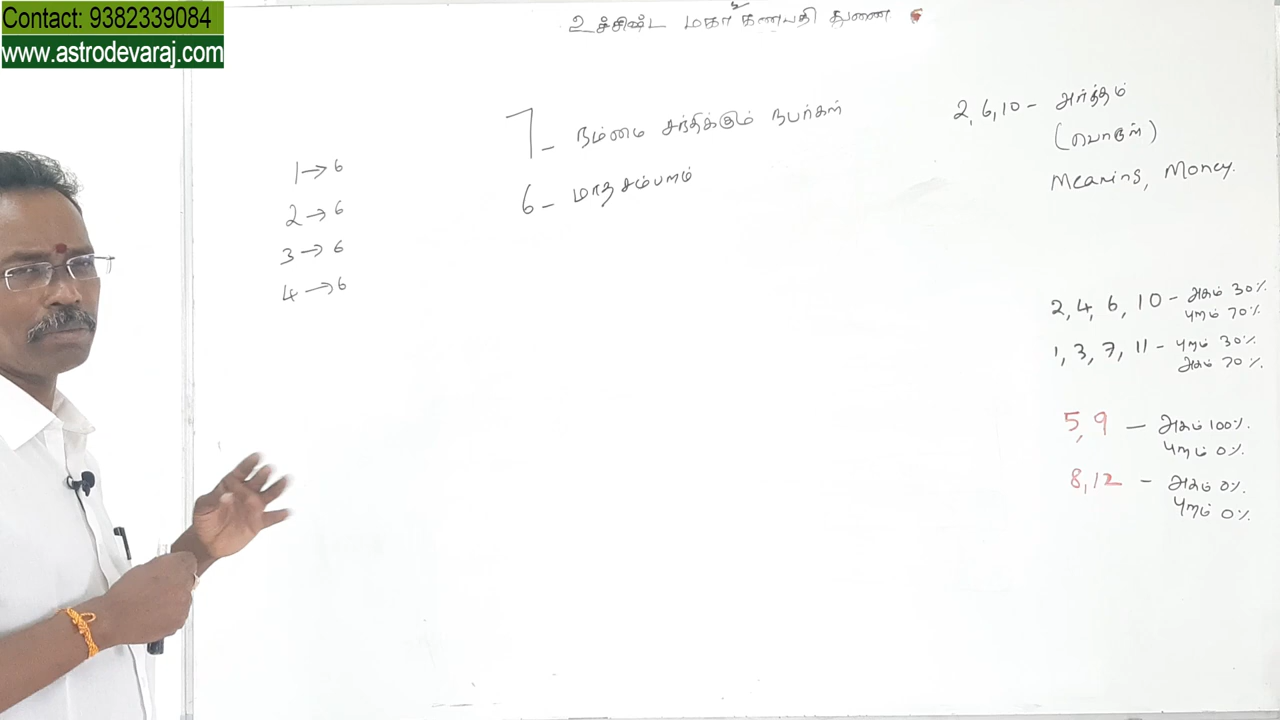 Contact: 9382339084
www.astrodevaraj.com
உச்சிஷ்ட மகா கணபதி துணை
7 - நம்மை சந்திக்கும் நபர்கள்
6 - மாத சம்பளம்
1 → 6
2 → 6
3 → 6
4 → 6
2, 6, 10 - அர்த்தம்
(பொருள்)
Meaning, Money.
2, 4, 6, 10 - அகம் 30%
புறம் 70%
1, 3, 7, 11 - புறம் 30%
அகம் 70%
5, 9 - அகம் 100%
புறம் 0%
8, 12 - அகம் 0%
புறம் 0%